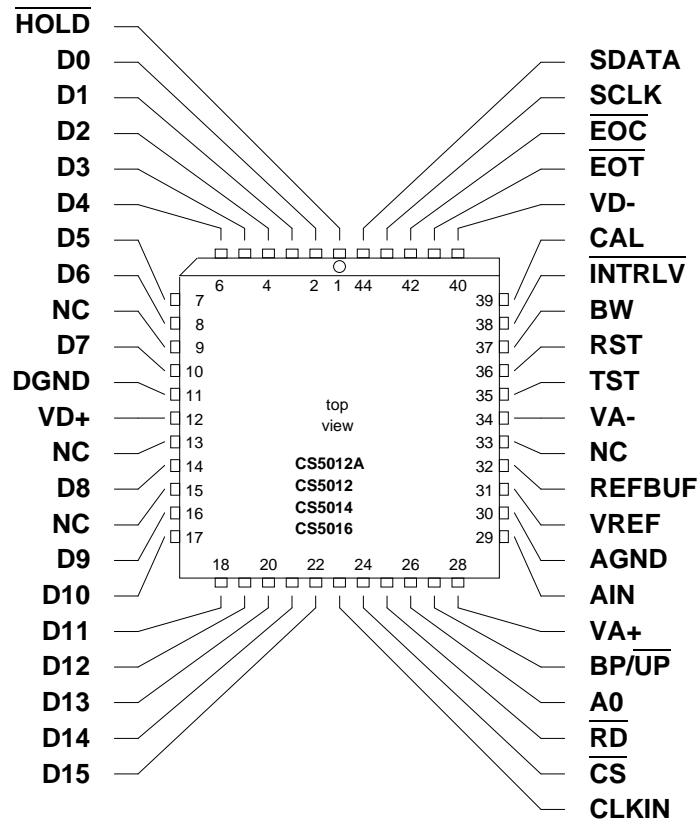 HOLD
D0
D1
D2
D3
D4
D5
D6
NC
D7
DGND
VD+
NC
D8
NC
D9
D10
D11
D12
D13
D14
D15
SDATA
SCLK
EOC
EOT
VD-
CAL
INTRLV
BW
RST
TST
VA-
NC
REFBUF
VREF
AGND
AIN
VA+
BP/UP
A0
RD
CS
CLKIN
6 4 2 1 44 42 40
7
8
9
10
11
12
13
14
15
16
17
39
38
37
36
35
34
33
32
31
30
29
top
view
CS5012A
CS5012
CS5014
CS5016
18 20 22 24 26 28